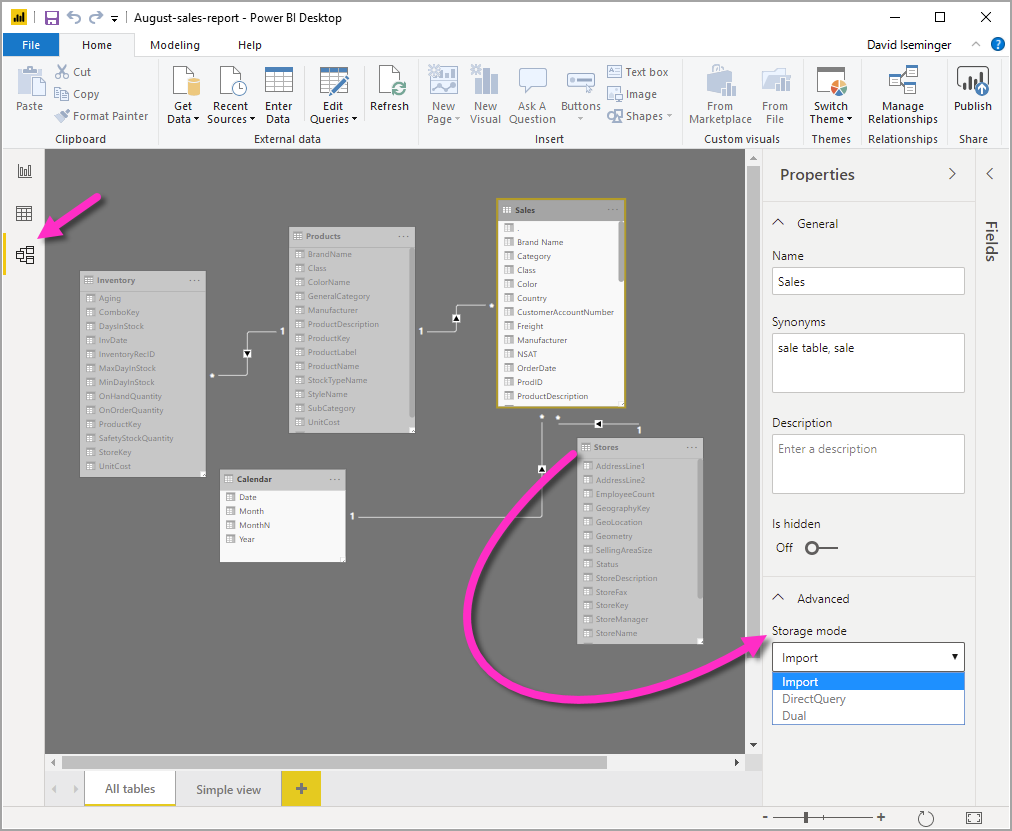 August-sales-report - Power BI Desktop
File
Home
Modeling
Help
David Iseminger
?
Paste
Cut
Copy
Format Painter
Clipboard
Get Data
Recent Sources
Enter Data
External data
Edit Queries
Refresh
New Page
New Visual
Ask A Question
Buttons
Text box
Image
Shapes
Insert
From Marketplace
From File
Custom visuals
Switch Theme
Themes
Manage Relationships
Relationships
Publish
Share
Inventory
Aging
ComboKey
DaysInStock
InvDate
InventoryRecID
MaxDayInStock
MinDayInStock
OnHandQuantity
OnOrderQuantity
ProductKey
SafetyStockQuantity
StoreKey
UnitCost
1
Products
BrandName
Class
ColorName
GeneralCategory
Manufacturer
ProductDescription
ProductKey
ProductLabel
ProductName
StockTypeName
StyleName
SubCategory
UnitCost
1
Sales
.
Brand Name
Category
Class
Color
Country
CustomerAccountNumber
Freight
Manufacturer
NSAT
OrderDate
ProdID
ProductDescription
1
Calendar
Date
Month
MonthN
Year
1
Stores
AddressLine1
AddressLine2
EmployeeCount
GeographyKey
GeoLocation
Geometry
SellingAreaSize
Status
StoreDescription
StoreFax
StoreKey
StoreManager
StoreName
Properties
General
Name
Sales
Synonyms
sale table, sale
Description
Enter a description
Is hidden
Off
Advanced
Storage mode
Import
Import
DirectQuery
Dual
Fields
All tables
Simple view
+
- +